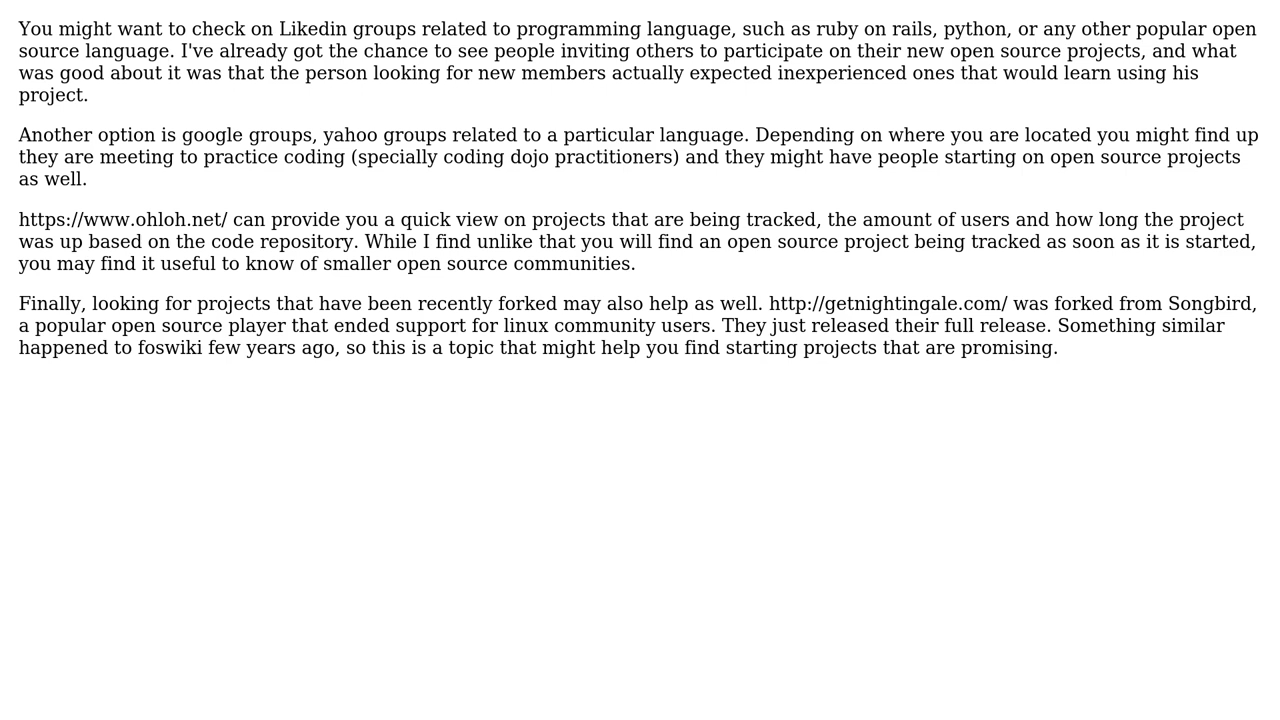 You might want to check on Likedin groups related to programming language, such as ruby on rails, python, or any other popular open
source language. I've already got the chance to see people inviting others to participate on their new open source projects, and what
was good about it was that the person looking for new members actually expected inexperienced ones that would learn using his
project.
Another option is google groups, yahoo groups related to a particular language. Depending on where you are located you might find up
they are meeting to practice coding (specially coding dojo practitioners) and they might have people starting on open source projects
as well.
https://www.ohloh.net/ can provide you a quick view on projects that are being tracked, the amount of users and how long the project
was up based on the code repository. While I find unlike that you will find an open source project being tracked as soon as it is started,
you may find it useful to know of smaller open source communities.
Finally, looking for projects that have been recently forked may also help as well. http://getnightingale.com/ was forked from Songbird,
a popular open source player that ended support for linux community users. They just released their full release. Something similar
happened to foswiki few years ago, so this is a topic that might help you find starting projects that are promising.